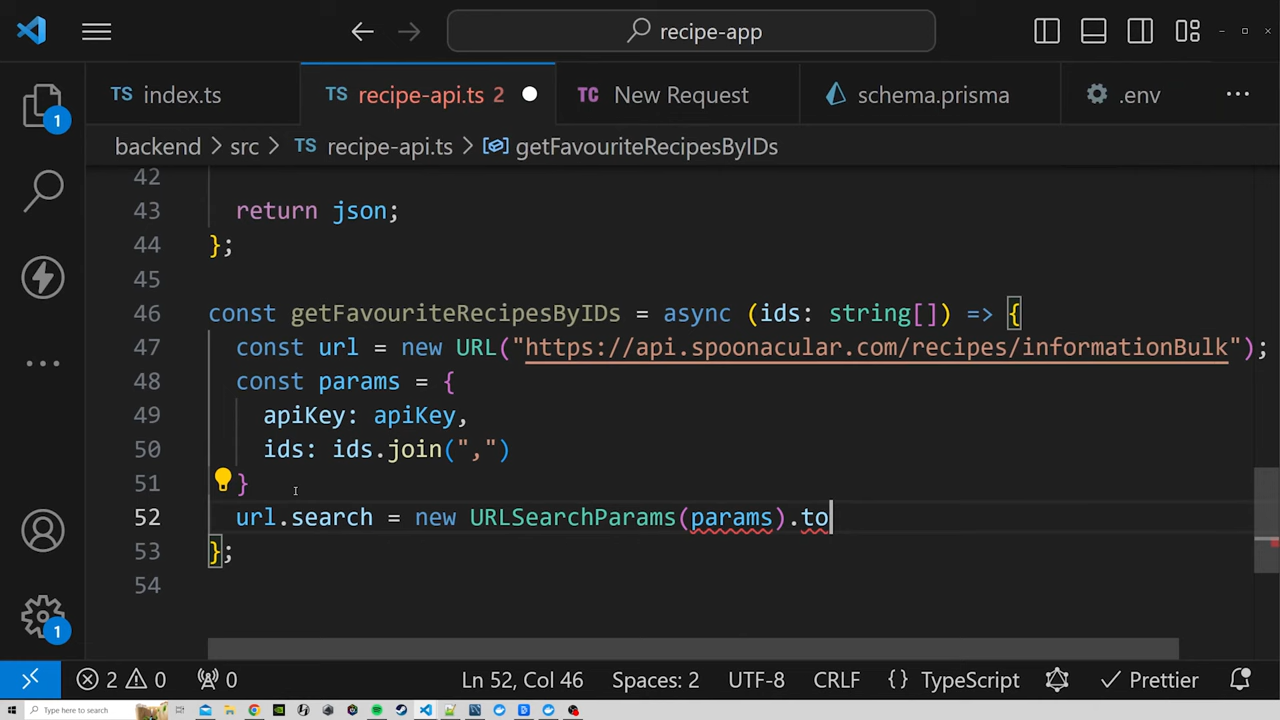 recipe-app
TS index.ts TS recipe-api.ts 2 TC New Request schema.prisma .env ...
backend > src > TS recipe-api.ts > getFavouriteRecipesByIDs
42
43 return json;
44 };
45
46 const getFavouriteRecipesByIDs = async (ids: string[]) => {
47 const url = new URL("https://api.spoonacular.com/recipes/informationBulk");
48 const params = {
49 apiKey: apiKey,
50 ids: ids.join(",")
51 }
52 url.search = new URLSearchParams(params).to
53 };
54
1
1
2 0 0 Ln 52, Col 46 Spaces: 2 UTF-8 CRLF {} TypeScript Prettier
Type here to search